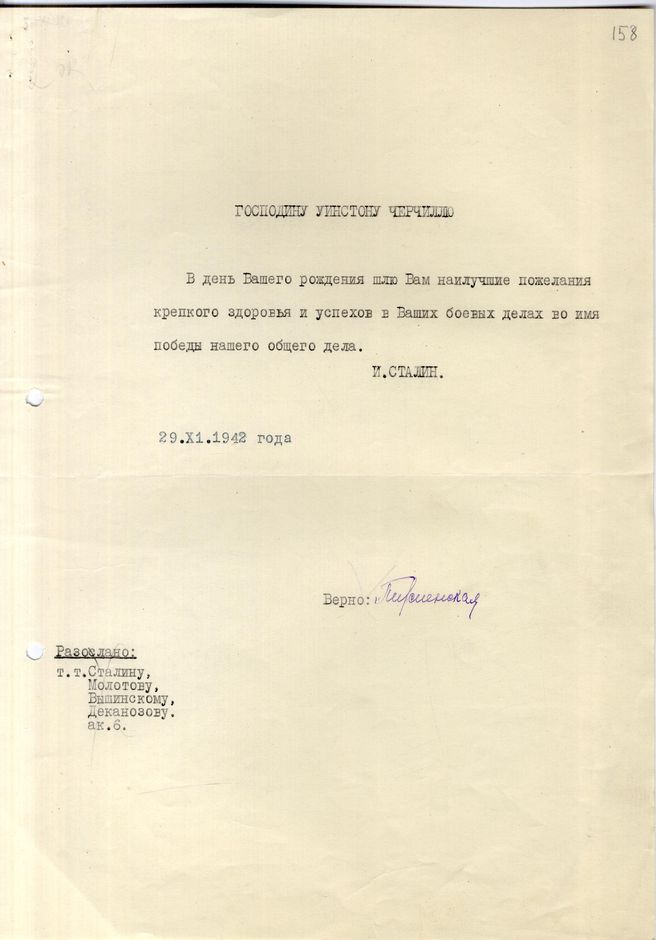 158
ГОСПОДИНУ УИНСТОНУ ЧЕРЧИЛЛЮ
В день Вашего рождения шлю Вам наилучшие пожелания
крепкого здоровья и успехов в Ваших боевых делах во имя
победы нашего общего дела.
И.СТАЛИН.
29.XI.1942 года
Верно:
Разослано:
т.т.Сталину,
Молотову,
Вышинскому,
Деканозову.
ак.6.